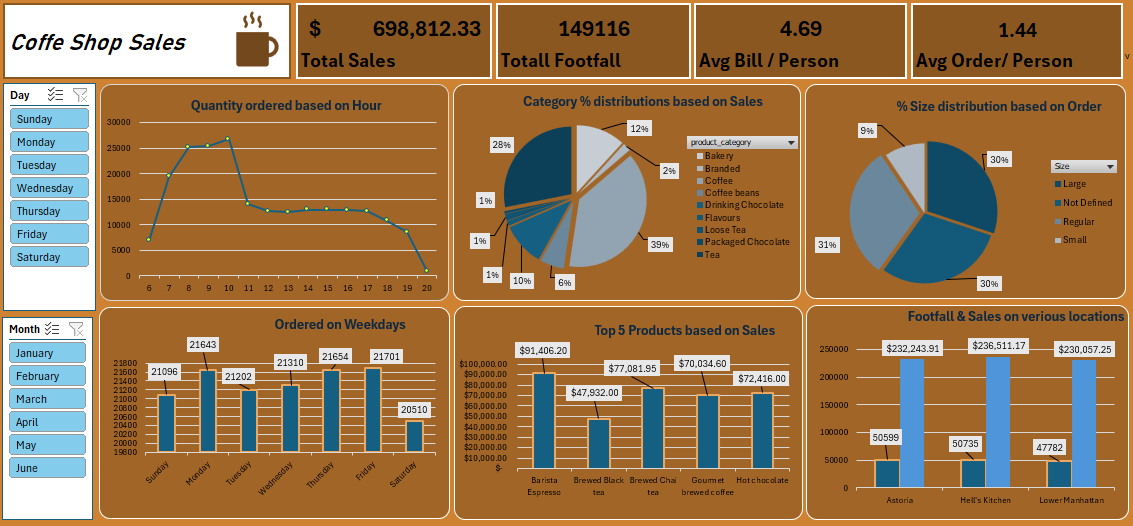 Coffe Shop Sales
$ 698,812.33
Total Sales
149116
Totall Footfall
4.69
Avg Bill / Person
1.44
Avg Order/ Person
v
Day
Sunday
Monday
Tuesday
Wednesday
Thursday
Friday
Saturday
Month
January
February
March
April
May
June
Quantity ordered based on Hour
30000
25000
20000
15000
10000
5000
0
6 7 8 9 10 11 12 13 14 15 16 17 18 19 20
Category % distributions based on Sales
12%
2%
39%
6%
10%
1%
1%
1%
28%
product_category
Bakery
Branded
Coffee
Coffee beans
Drinking Chocolate
Flavours
Loose Tea
Packaged Chocolate
Tea
% Size distribution based on Order
9%
30%
31%
30%
Size
Large
Not Defined
Regular
Small
Ordered on Weekdays
21800
21600
21400
21200
21000
20800
20600
20400
20200
20000
19800
21096
21643
21202
21310
21654
21701
20510
Sunday
Monday
Tuesday
Wednesday
Thursday
Friday
Saturday
Top 5 Products based on Sales
$100,000.00
$90,000.00
$80,000.00
$70,000.00
$60,000.00
$50,000.00
$40,000.00
$30,000.00
$20,000.00
$10,000.00
$-
$91,406.20
$47,932.00
$77,081.95
$70,034.60
$72,416.00
Barista
Espresso
Brewed Black
tea
Brewed Chai
tea
Gourmet
brewed coffee
Hot chocolate
Footfall & Sales on verious locations
250000
200000
150000
100000
50000
0
$232,243.91
$236,511.17
$230,057.25
50599
50735
47782
Astoria
Hell's Kitchen
Lower Manhattan